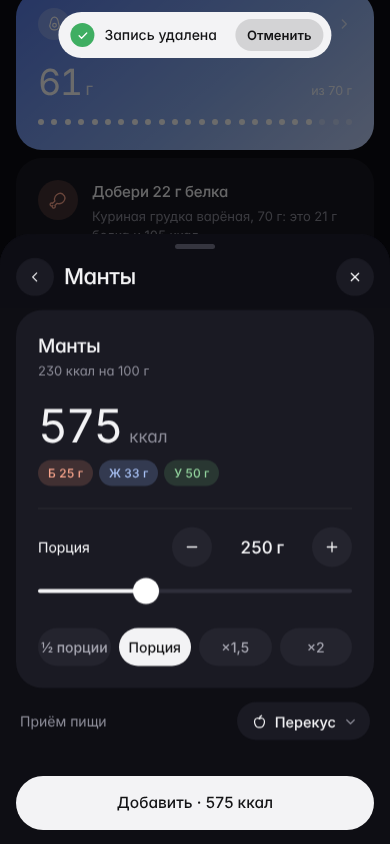 Запись удалена
Отменить
61 г
из 70 г
Добери 22 г белка
Куриная грудка варёная, 70 г: это 21 г
Манты
Манты
230 ккал на 100 г
575 ккал
Б 25 г
Ж 33 г
У 50 г
Порция
250 г
½ порции
Порция
×1,5
×2
Приём пищи
Перекус
Добавить · 575 ккал